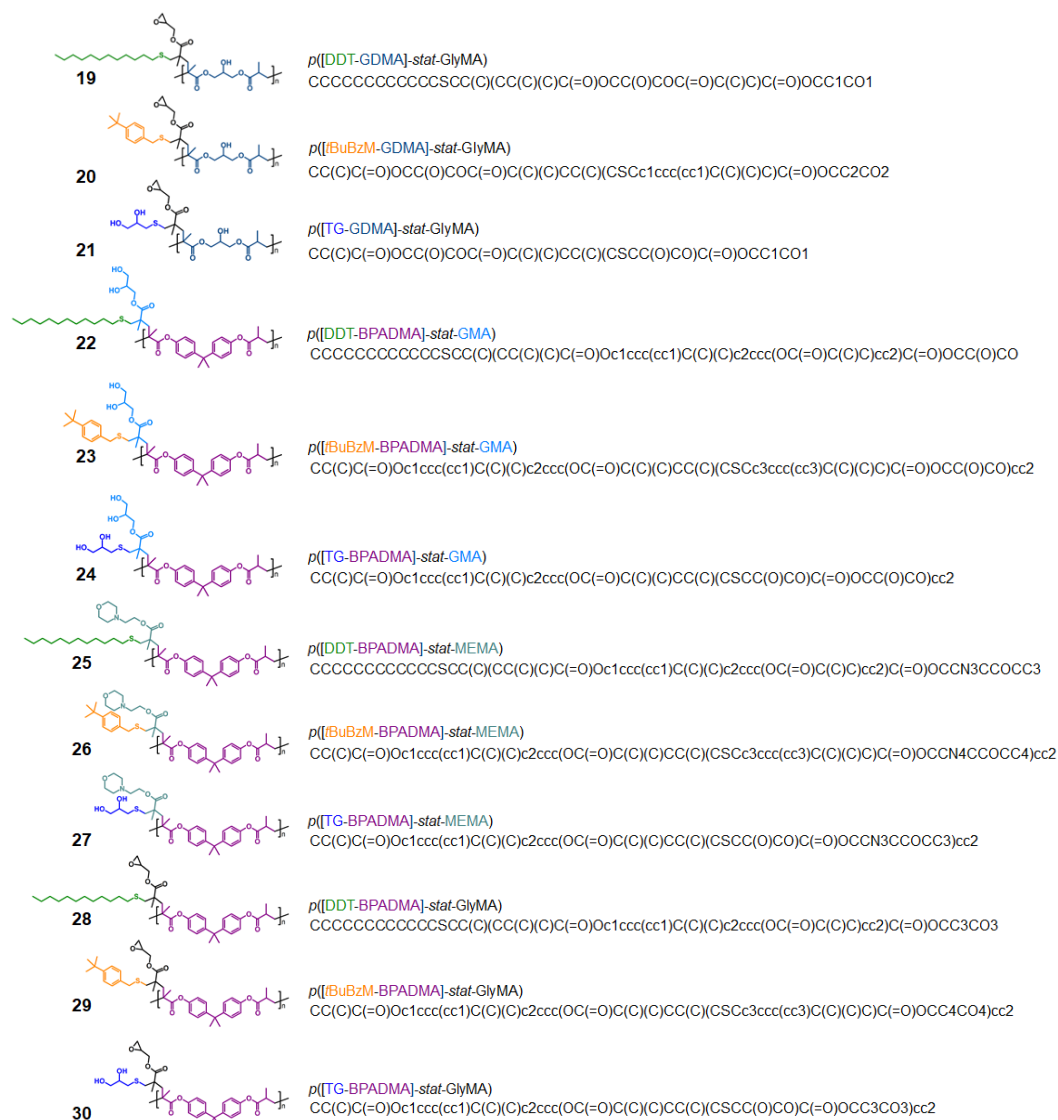 19
p([DDT-GDMA]-stat-GlyMA)
CCCCCCCCCCCCSCC(C)(CC(C)(C)C(=O)OCC(O)COC(=O)C(C)C)C(=O)OCC1CO1
20
p([tBuBzM-GDMA]-stat-GlyMA)
CC(C)C(=O)OCC(O)COC(=O)C(C)(C)CC(C)(CSCc1ccc(cc1)C(C)(C)C)C(=O)OCC2CO2
21
p([TG-GDMA]-stat-GlyMA)
CC(C)C(=O)OCC(O)COC(=O)C(C)(C)CC(C)(CSCC(O)CO)C(=O)OCC1CO1
22
p([DDT-BPADMA]-stat-GMA)
CCCCCCCCCCCCSCC(C)(CC(C)(C)C(=O)Oc1ccc(cc1)C(C)(C)c2ccc(OC(=O)C(C)C)cc2)C(=O)OCC(O)CO
23
p([tBuBzM-BPADMA]-stat-GMA)
CC(C)C(=O)Oc1ccc(cc1)C(C)(C)c2ccc(OC(=O)C(C)(C)CC(C)(CSCc3ccc(cc3)C(C)(C)C)C(=O)OCC(O)CO)cc2
24
p([TG-BPADMA]-stat-GMA)
CC(C)C(=O)Oc1ccc(cc1)C(C)(C)c2ccc(OC(=O)C(C)(C)CC(C)(CSCC(O)CO)C(=O)OCC(O)CO)cc2
25
p([DDT-BPADMA]-stat-MEMA)
CCCCCCCCCCCCSCC(C)(CC(C)(C)C(=O)Oc1ccc(cc1)C(C)(C)c2ccc(OC(=O)C(C)C)cc2)C(=O)OCCN3CCOCC3
26
p([tBuBzM-BPADMA]-stat-MEMA)
CC(C)C(=O)Oc1ccc(cc1)C(C)(C)c2ccc(OC(=O)C(C)(C)CC(C)(CSCc3ccc(cc3)C(C)(C)C)C(=O)OCCN4CCOCC4)cc2
27
p([TG-BPADMA]-stat-MEMA)
CC(C)C(=O)Oc1ccc(cc1)C(C)(C)c2ccc(OC(=O)C(C)(C)CC(C)(CSCC(O)CO)C(=O)OCCN3CCOCC3)cc2
28
p([DDT-BPADMA]-stat-GlyMA)
CCCCCCCCCCCCSCC(C)(CC(C)(C)C(=O)Oc1ccc(cc1)C(C)(C)c2ccc(OC(=O)C(C)C)cc2)C(=O)OCC3CO3
29
p([tBuBzM-BPADMA]-stat-GlyMA)
CC(C)C(=O)Oc1ccc(cc1)C(C)(C)c2ccc(OC(=O)C(C)(C)CC(C)(CSCc3ccc(cc3)C(C)(C)C)C(=O)OCC4CO4)cc2
30
p([TG-BPADMA]-stat-GlyMA)
CC(C)C(=O)Oc1ccc(cc1)C(C)(C)c2ccc(OC(=O)C(C)(C)CC(C)(CSCC(O)CO)C(=O)OCC3CO3)cc2